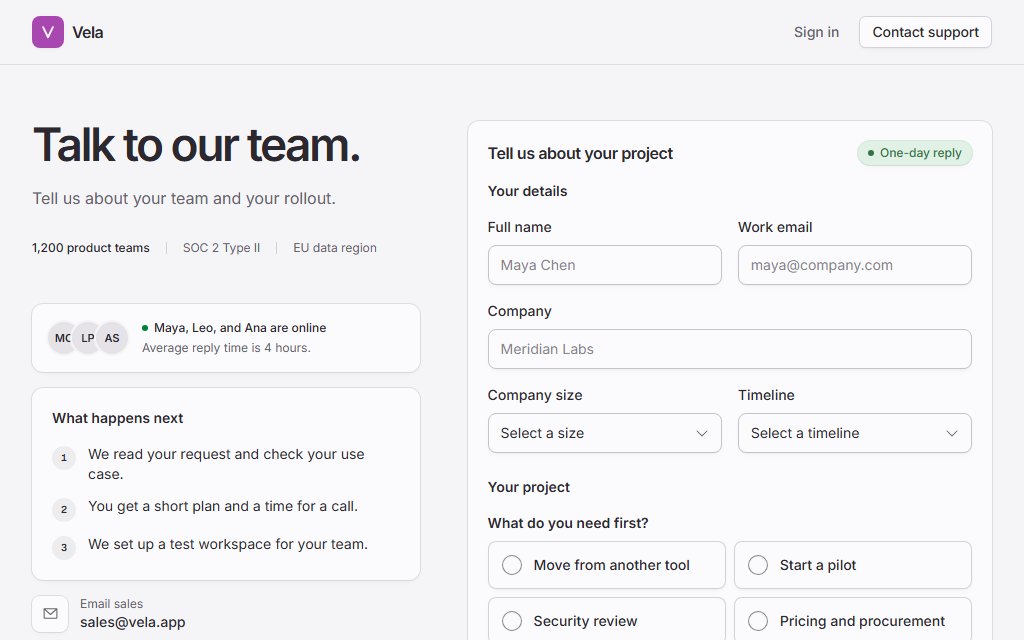 V Vela
Sign in
Contact support
Talk to our team.
Tell us about your team and your rollout.
1,200 product teams
SOC 2 Type II
EU data region
MC LP AS
Maya, Leo, and Ana are online
Average reply time is 4 hours.
What happens next
1 We read your request and check your use
case.
2 You get a short plan and a time for a call.
3 We set up a test workspace for your team.
Email sales
sales@vela.app
Tell us about your project
One-day reply
Your details
Full name
Maya Chen
Work email
maya@company.com
Company
Meridian Labs
Company size
Select a size
Timeline
Select a timeline
Your project
What do you need first?
Move from another tool
Start a pilot
Security review
Pricing and procurement